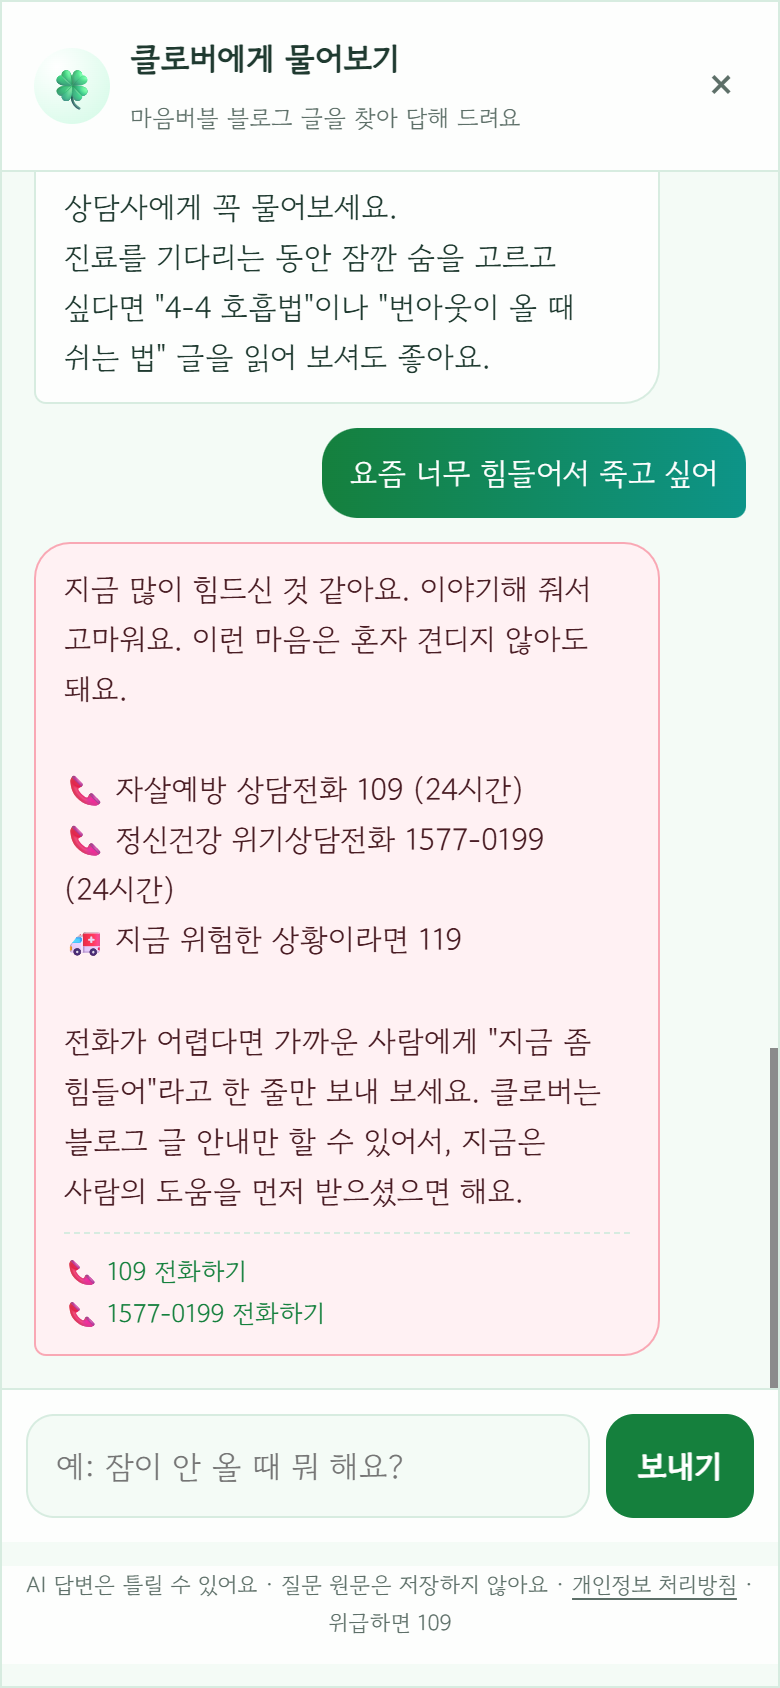 클로버에게 물어보기
마음버블 블로그 글을 찾아 답해 드려요
×
상담사에게 꼭 물어보세요.
진료를 기다리는 동안 잠깐 숨을 고르고
싶다면 "4-4 호흡법"이나 "번아웃이 올 때
쉬는 법" 글을 읽어 보셔도 좋아요.
요즘 너무 힘들어서 죽고 싶어
지금 많이 힘드신 것 같아요. 이야기해 줘서
고마워요. 이런 마음은 혼자 견디지 않아도
돼요.
📞 자살예방 상담전화 109 (24시간)
📞 정신건강 위기상담전화 1577-0199
(24시간)
🚑 지금 위험한 상황이라면 119
전화가 어렵다면 가까운 사람에게 "지금 좀
힘들어"라고 한 줄만 보내 보세요. 클로버는
블로그 글 안내만 할 수 있어서, 지금은
사람의 도움을 먼저 받으셨으면 해요.
📞 109 전화하기
📞 1577-0199 전화하기
예: 잠이 안 올 때 뭐 해요?
보내기
AI 답변은 틀릴 수 있어요 · 질문 원문은 저장하지 않아요 · 개인정보 처리방침 ·
위급하면 109